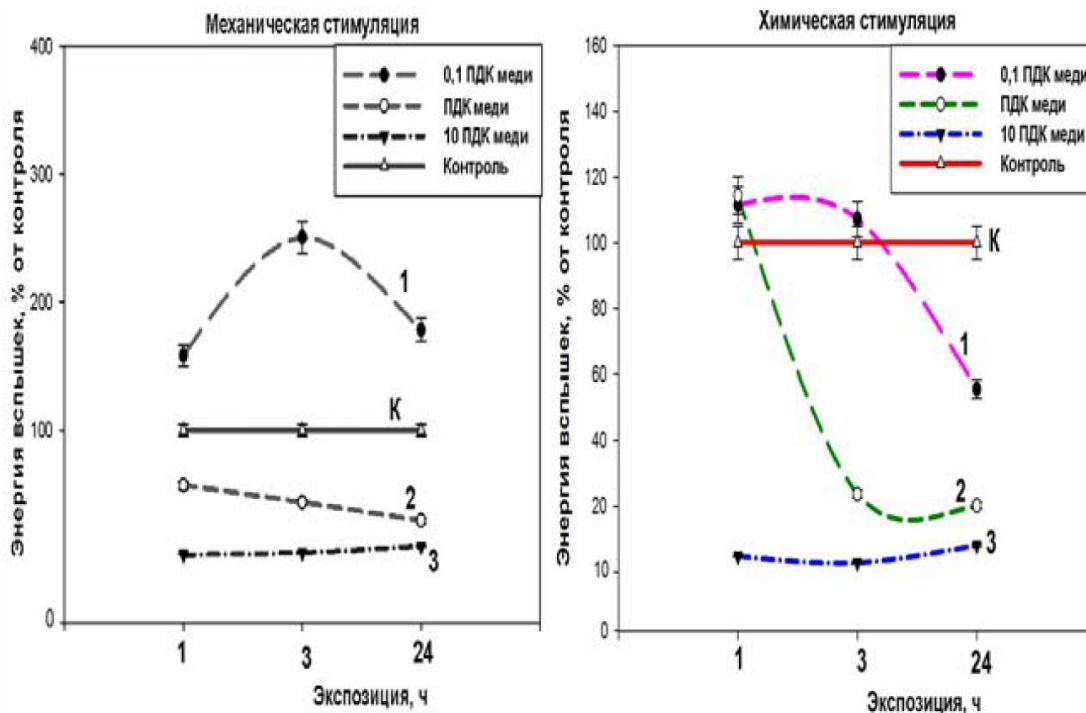 Механическая стимуляция
Энергия вспышек, % от контроля
400
300
200
100
0
0,1 ПДК меди
ПДК меди
10 ПДК меди
Контроль
1
К
2
3
1
3
24
Экспозиция, ч
Химическая стимуляция
Энергия вспышек, % от контроля
160
140
120
100
80
60
40
20
10
0
0,1 ПДК меди
ПДК меди
10 ПДК меди
Контроль
К
1
2
3
1
3
24
Экспозиция, ч